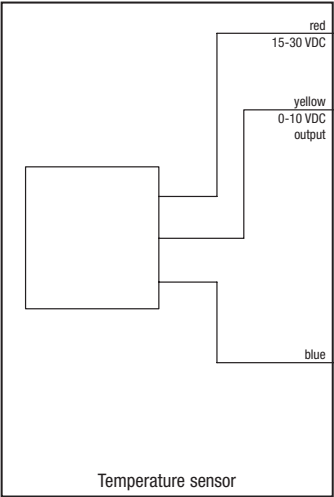 red
15-30 VDC
yellow
0-10 VDC
output
blue
Temperature sensor